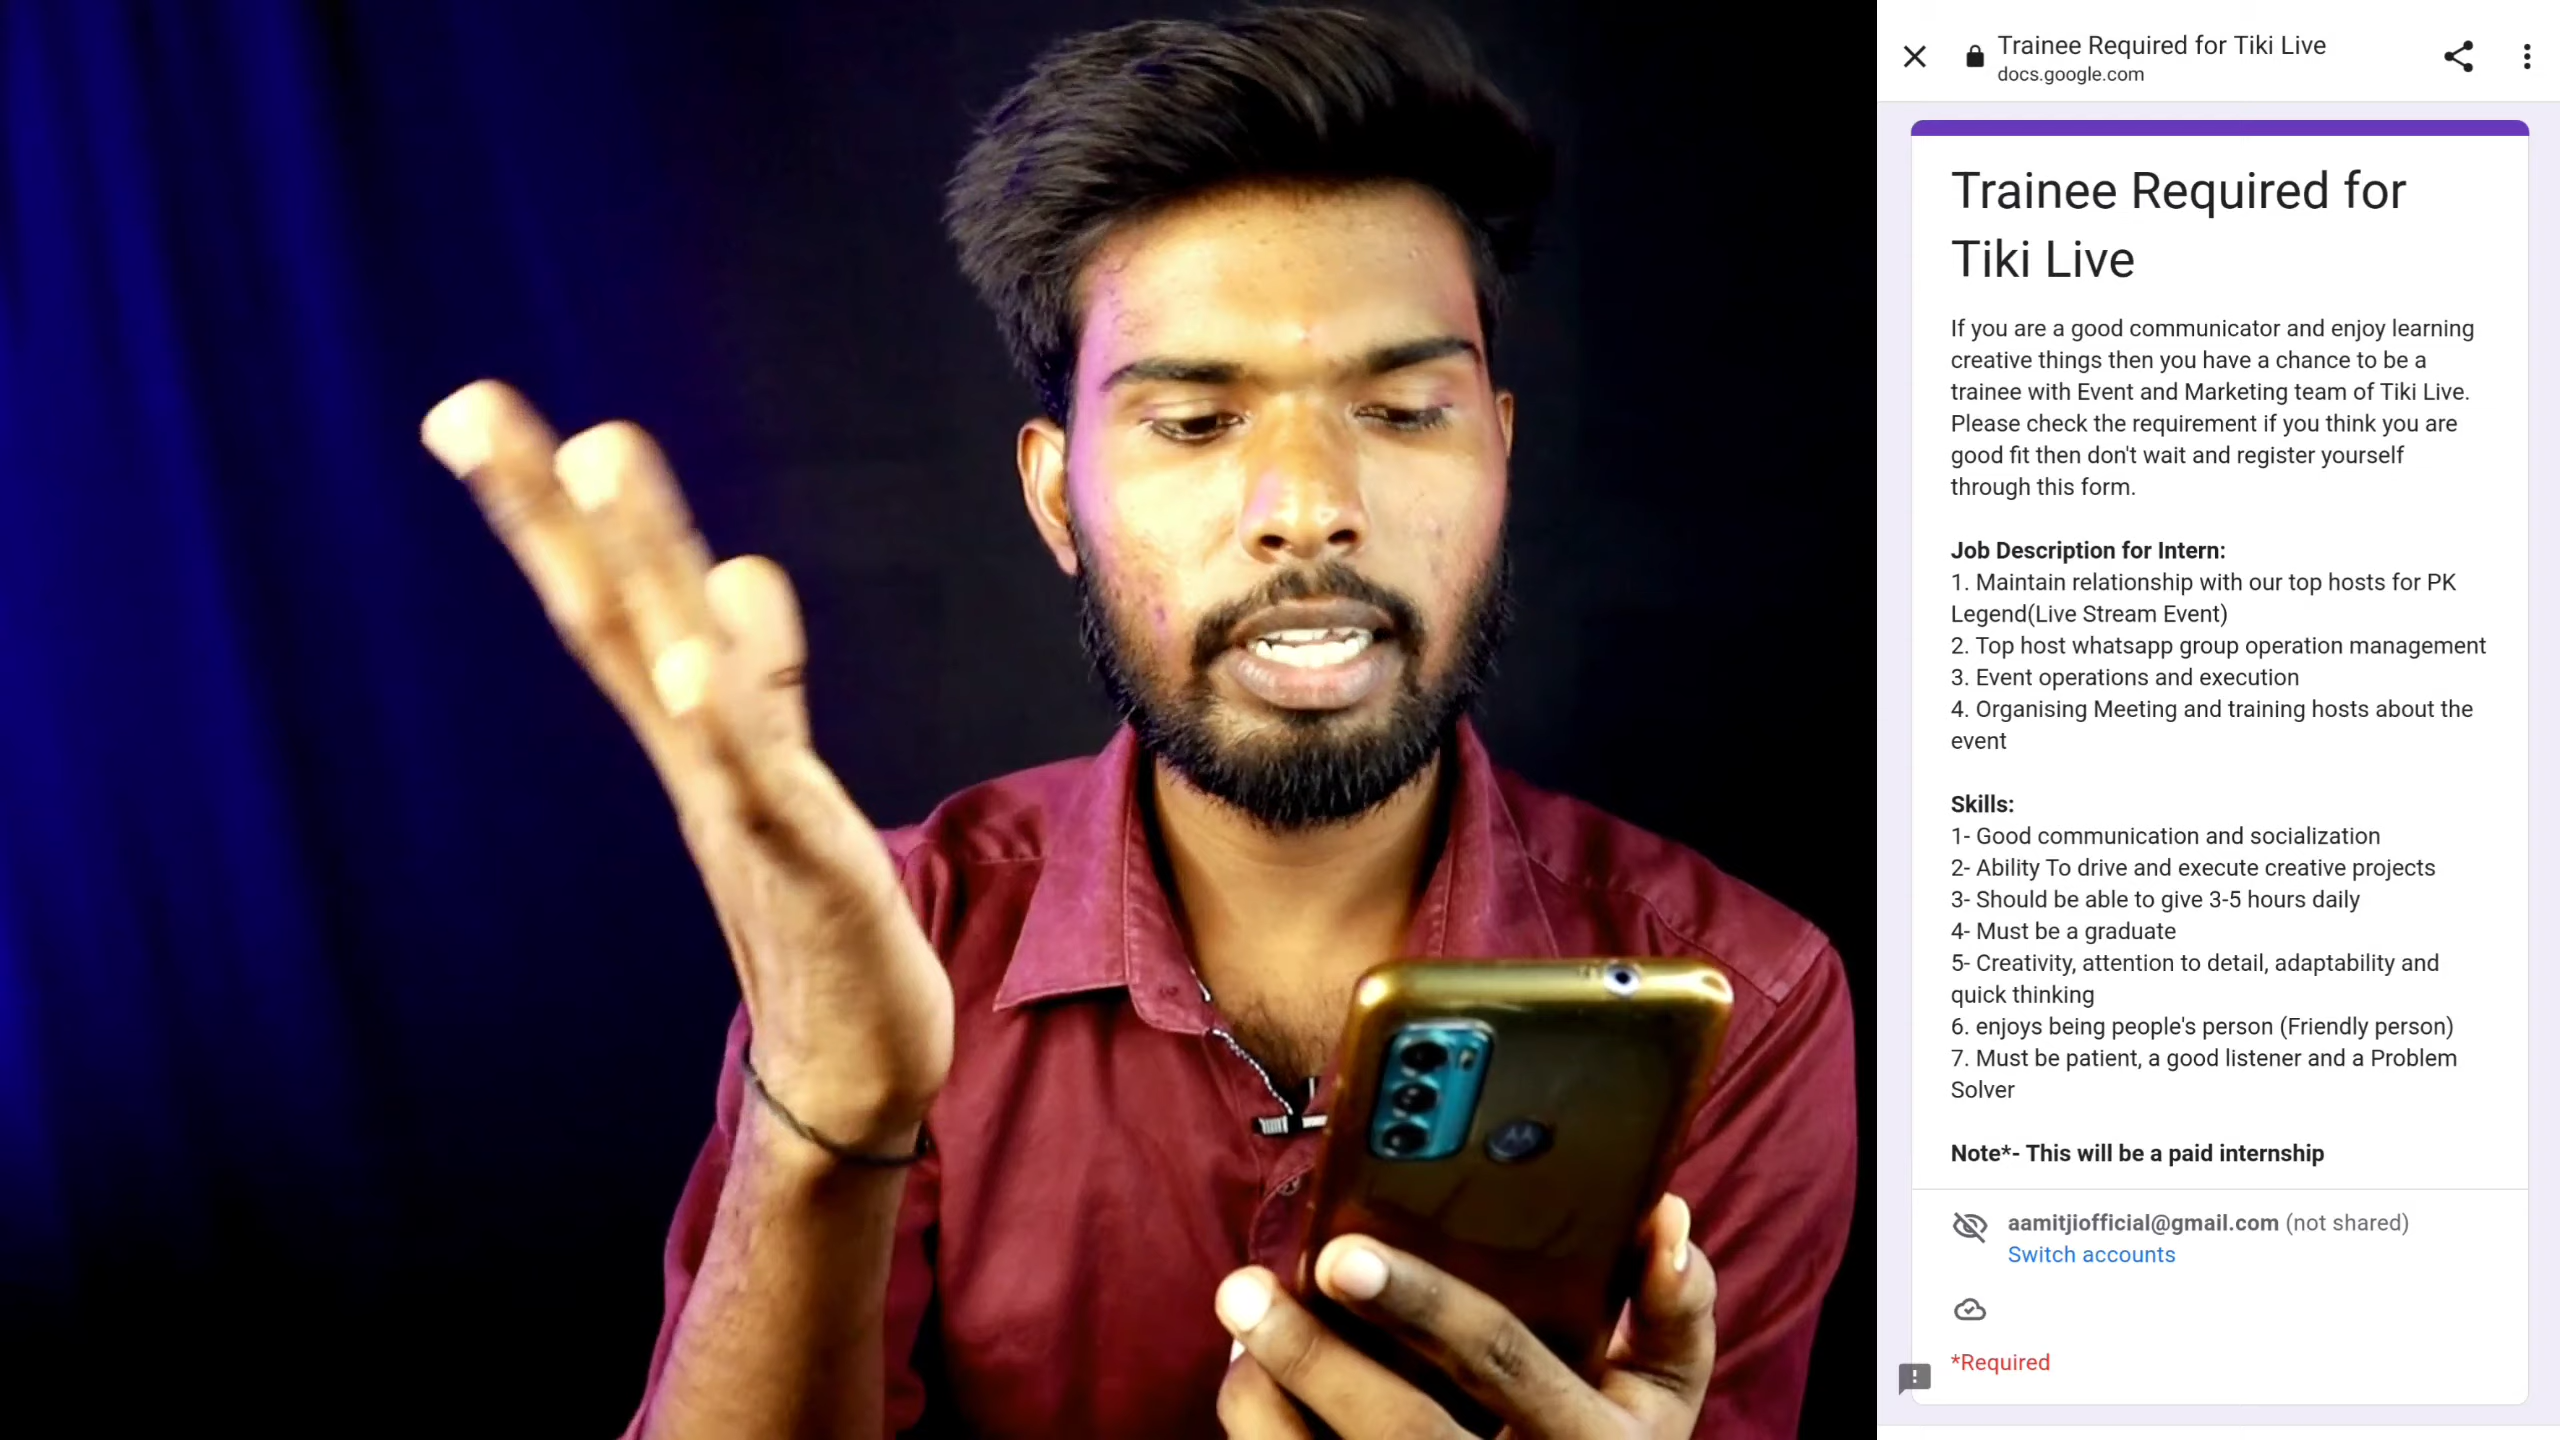 Trainee Required for Tiki Live
docs.google.com
Trainee Required for
Tiki Live
If you are a good communicator and enjoy learning
creative things then you have a chance to be a
trainee with Event and Marketing team of Tiki Live.
Please check the requirement if you think you are
good fit then don't wait and register yourself
through this form.
Job Description for Intern:
1. Maintain relationship with our top hosts for PK
Legend(Live Stream Event)
2. Top host whatsapp group operation management
3. Event operations and execution
4. Organising Meeting and training hosts about the
event
Skills:
1- Good communication and socialization
2- Ability To drive and execute creative projects
3- Should be able to give 3-5 hours daily
4- Must be a graduate
5- Creativity, attention to detail, adaptability and
quick thinking
6. enjoys being people's person (Friendly person)
7. Must be patient, a good listener and a Problem
Solver
Note*- This will be a paid internship
aamitjiofficial@gmail.com (not shared)
Switch accounts
*Required